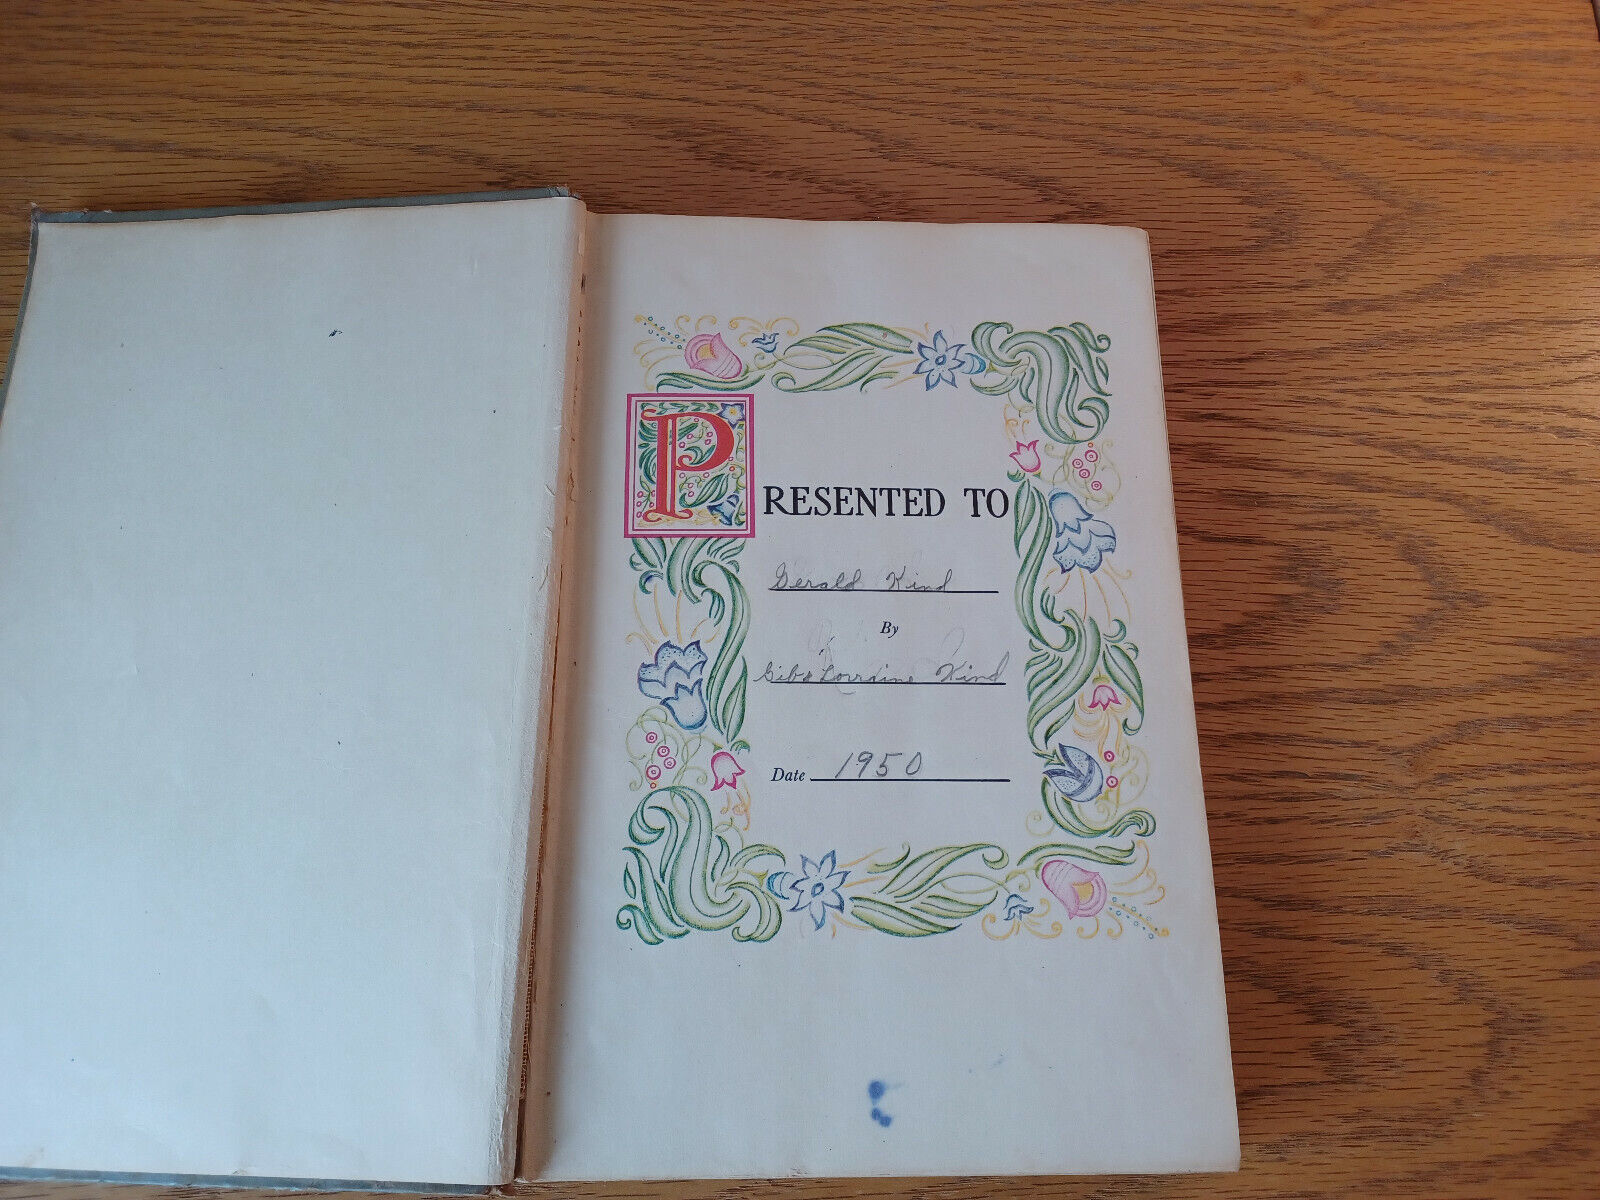 PRESENTED TO
Gerald Kind
By
Lorraine Kind
Date 1950